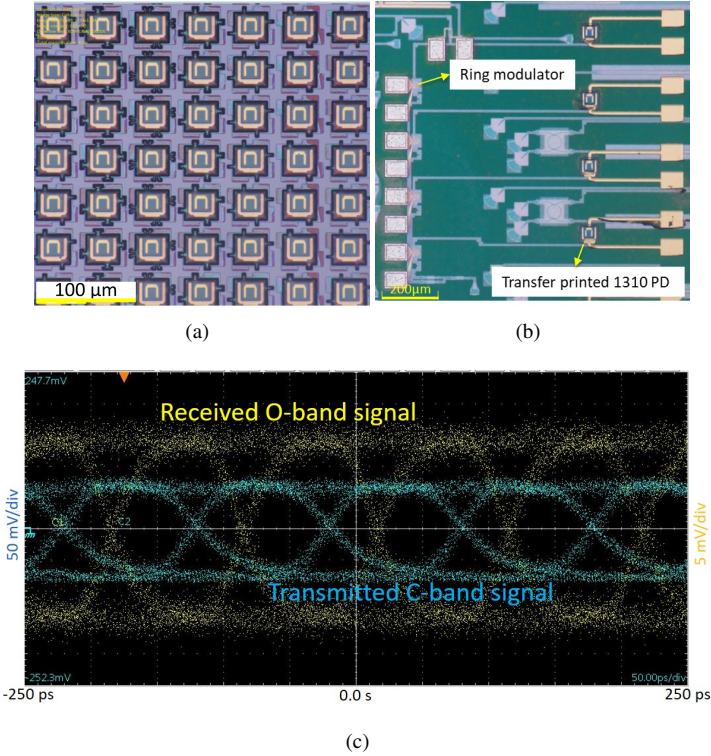 100 µm
(a)
Ring modulator
Transfer printed 1310 PD
200µm
(b)
247.7mV
Received O-band signal
50 mV/div
5 mV/div
C1
C2
Transmitted C-band signal
-252.3mV
50.00ps/div
-250 ps
0.0 s
250 ps
(c)